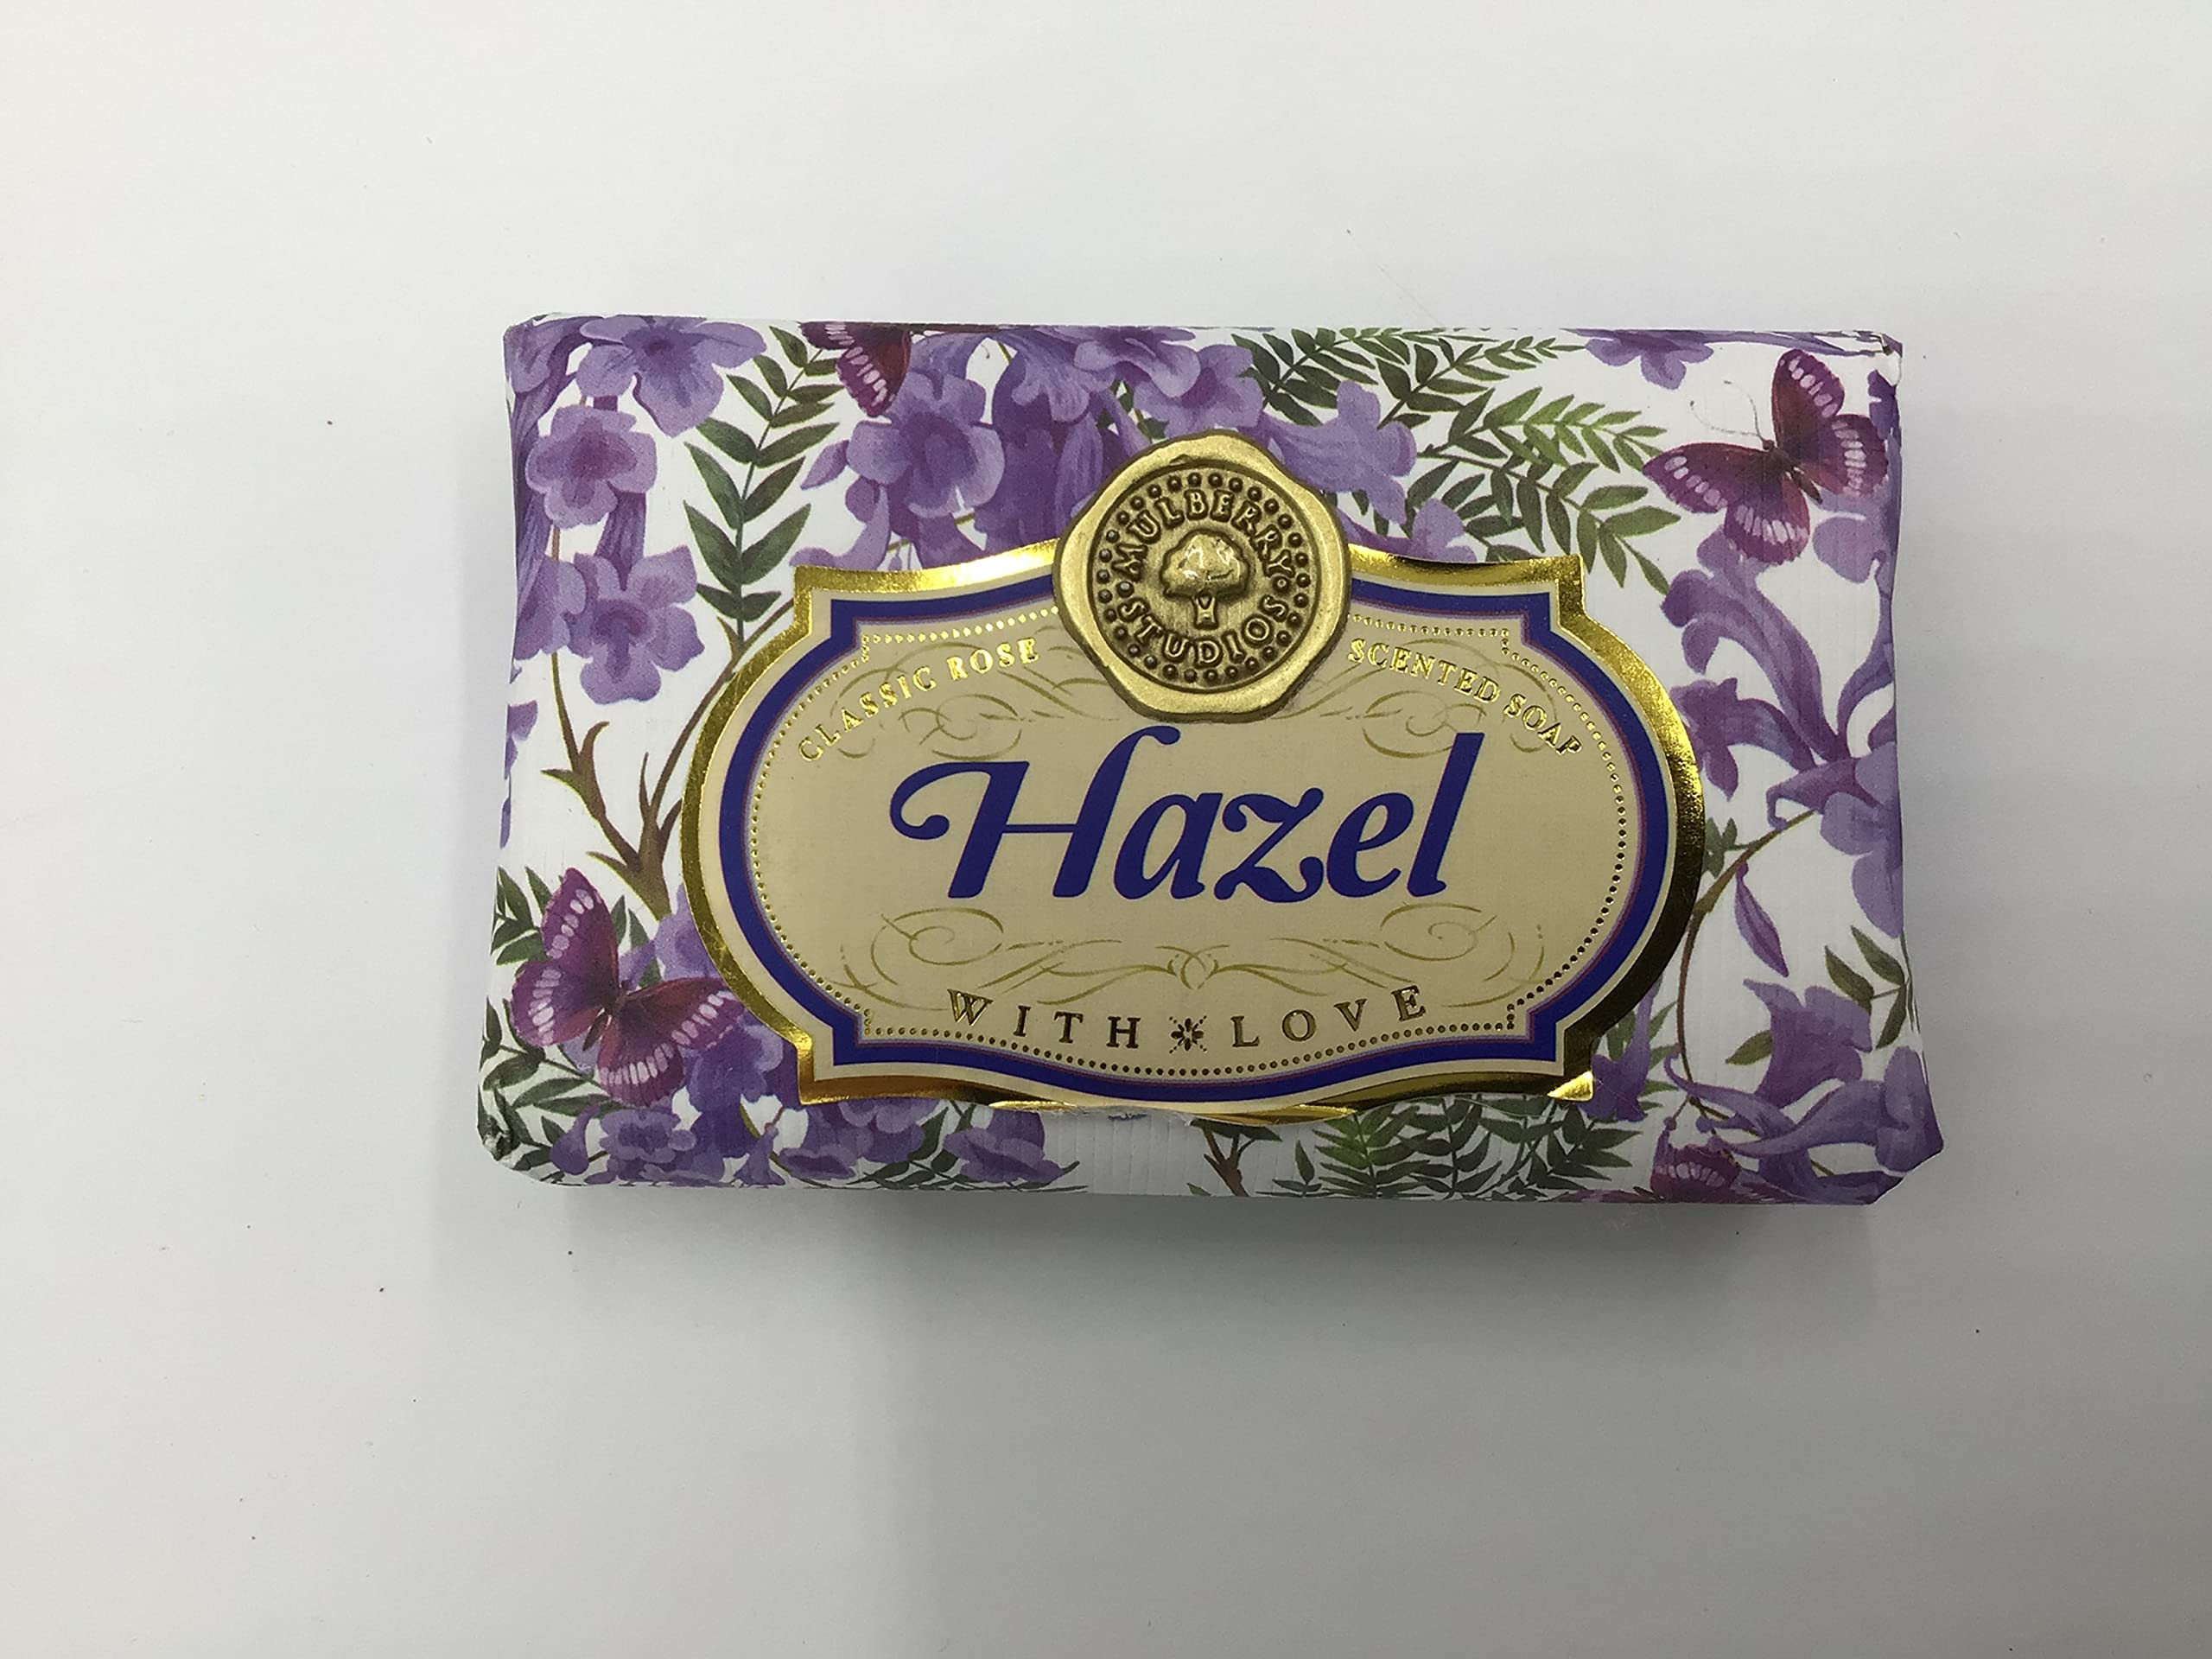 MULBERRY
STUDIOS
CLASSIC ROSE
SCENTED SOAP
Hazel
WITH LOVE